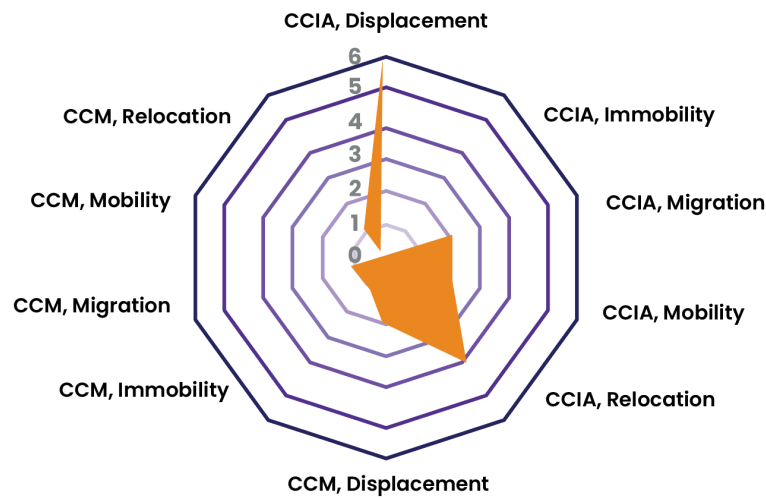 CCIA, Displacement
6
5
CCM, Relocation
CCIA, Immobility
4
3
2
CCM, Mobility
CCIA, Migration
1
0
CCM, Migration
CCIA, Mobility
CCM, Immobility
CCIA, Relocation
CCM, Displacement